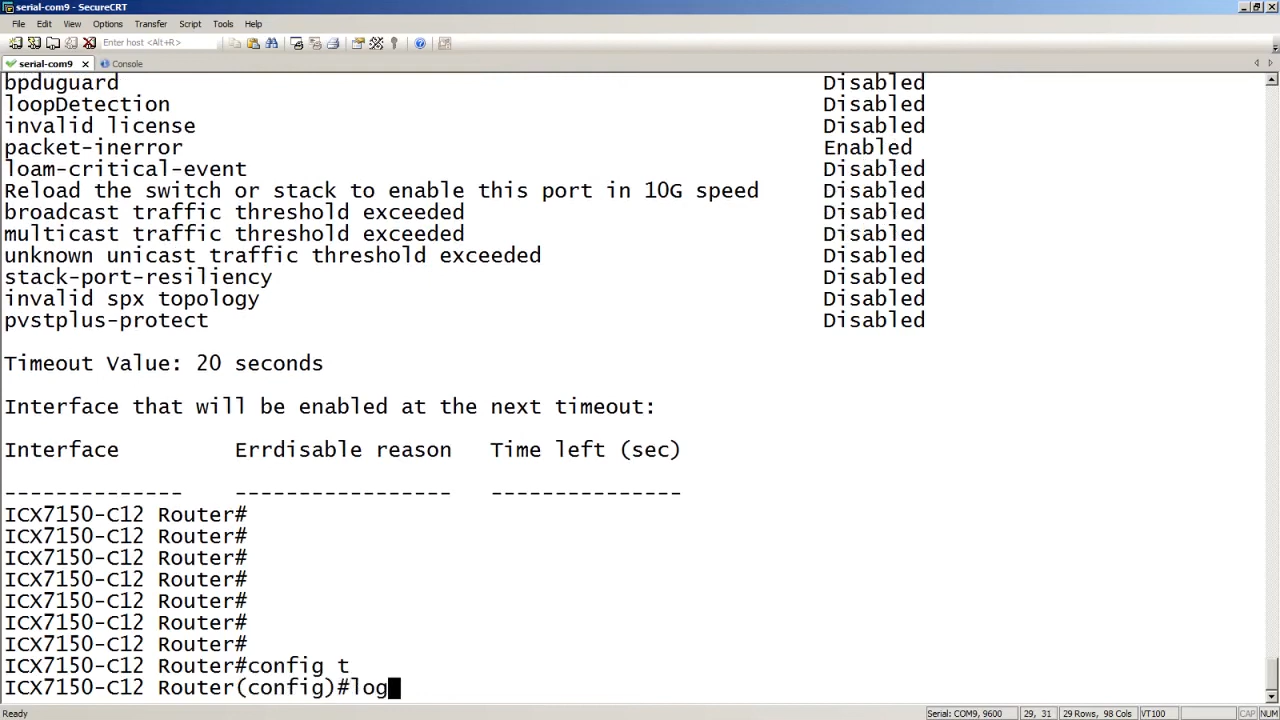 serial-com9 - SecureCRT
File Edit View Options Transfer Script Tools Help
Enter host <Alt+R>
serial-com9 Console
bpduguard Disabled
loopDetection Disabled
invalid license Disabled
packet-inerror Enabled
loam-critical-event Disabled
Reload the switch or stack to enable this port in 10G speed Disabled
broadcast traffic threshold exceeded Disabled
multicast traffic threshold exceeded Disabled
unknown unicast traffic threshold exceeded Disabled
stack-port-resiliency Disabled
invalid spx topology Disabled
pvstplus-protect Disabled
Timeout Value: 20 seconds
Interface that will be enabled at the next timeout:
Interface Errdisable reason Time left (sec)
-------------- ----------------- ---------------
ICX7150-C12 Router#
ICX7150-C12 Router#
ICX7150-C12 Router#
ICX7150-C12 Router#
ICX7150-C12 Router#
ICX7150-C12 Router#
ICX7150-C12 Router#
ICX7150-C12 Router#config t
ICX7150-C12 Router(config)#log
Ready Serial: COM9, 9600 29, 31 29 Rows, 98 Cols VT100 CAP NUM